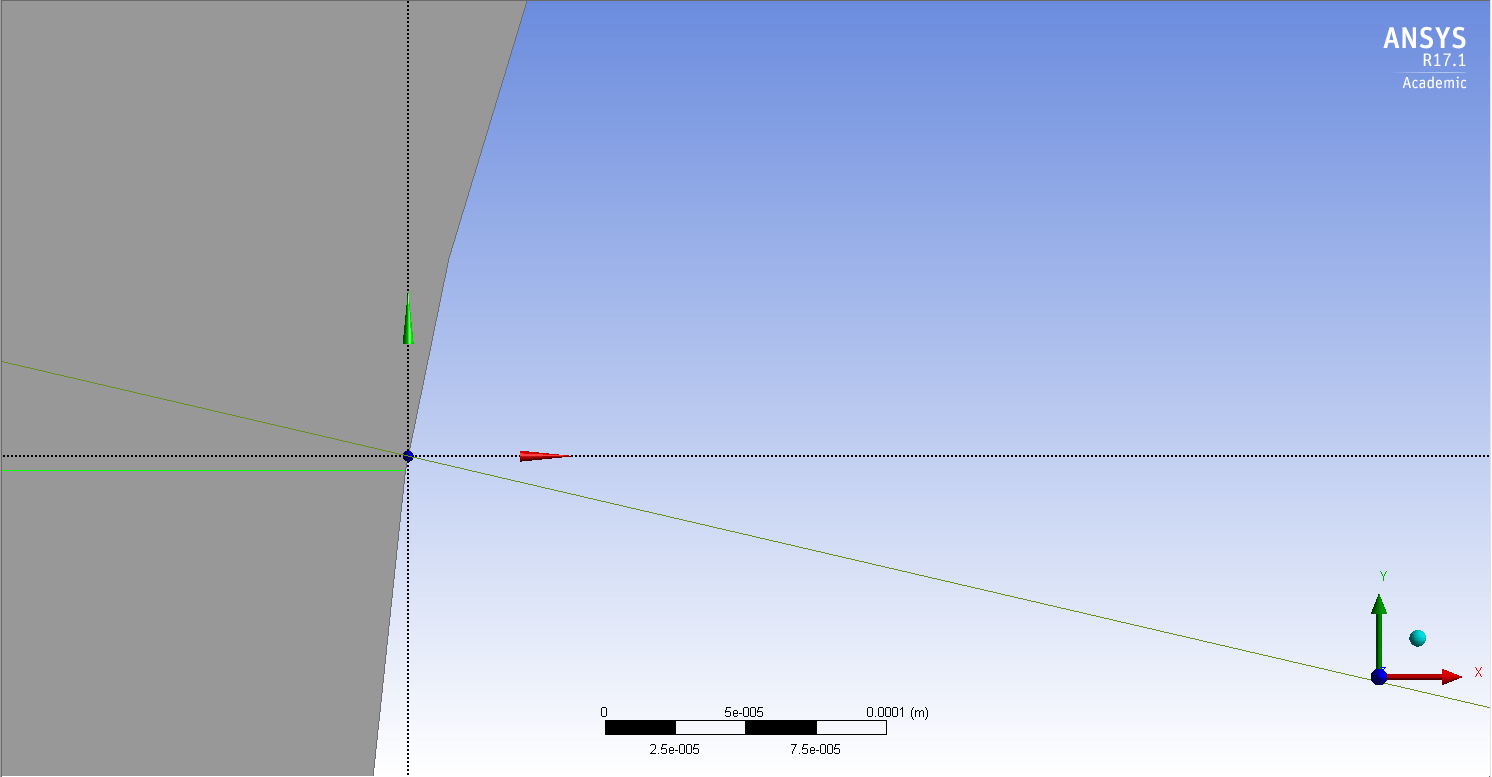 ANSYS
R17.1
Academic
Y
X
0 5e-005 0.0001 (m)
2.5e-005 7.5e-005